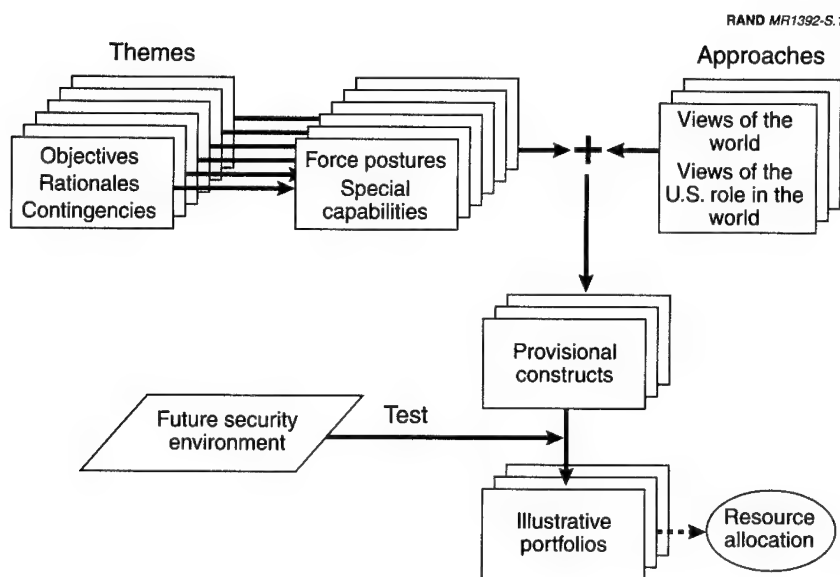 RAND MR1392-S.1
Themes
Approaches
Objectives
Rationales
Contingencies
Force postures
Special
capabilities
+
Views of the
world
Views of the
U.S. role in the
world
Provisional
constructs
Future security
environment
Test
Illustrative
portfolios
Resource
allocation